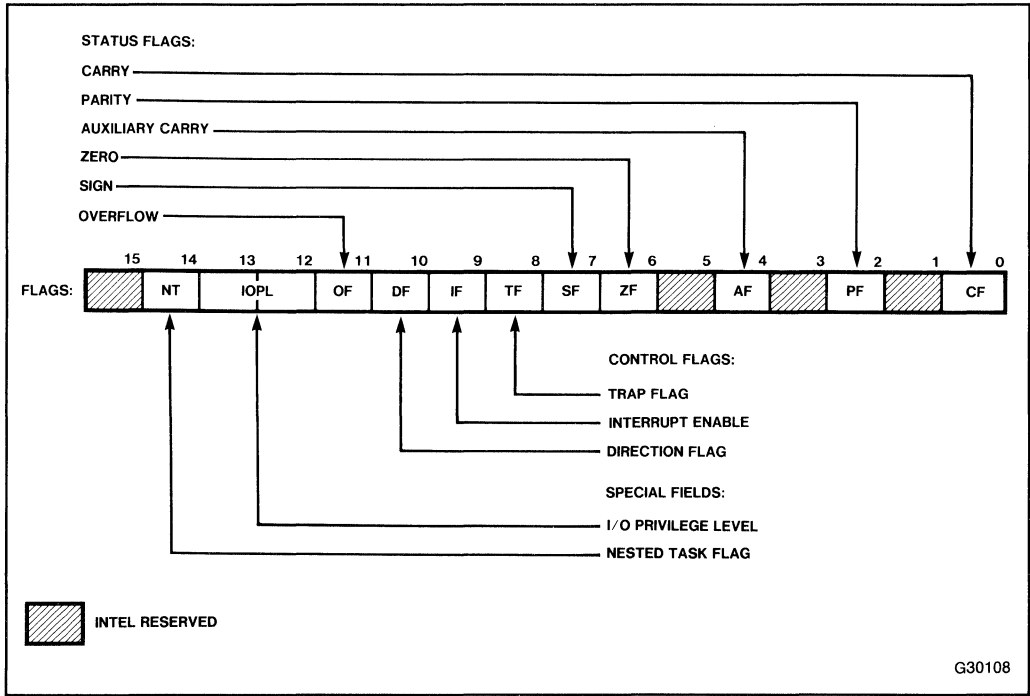 STATUS FLAGS:
CARRY
PARITY
AUXILIARY CARRY
ZERO
SIGN
OVERFLOW
15 14 13 12 11 10 9 8 7 6 5 4 3 2 1 0
FLAGS: NT IOPL OF DF IF TF SF ZF AF PF CF
CONTROL FLAGS:
TRAP FLAG
INTERRUPT ENABLE
DIRECTION FLAG
SPECIAL FIELDS:
I/O PRIVILEGE LEVEL
NESTED TASK FLAG
INTEL RESERVED
G30108